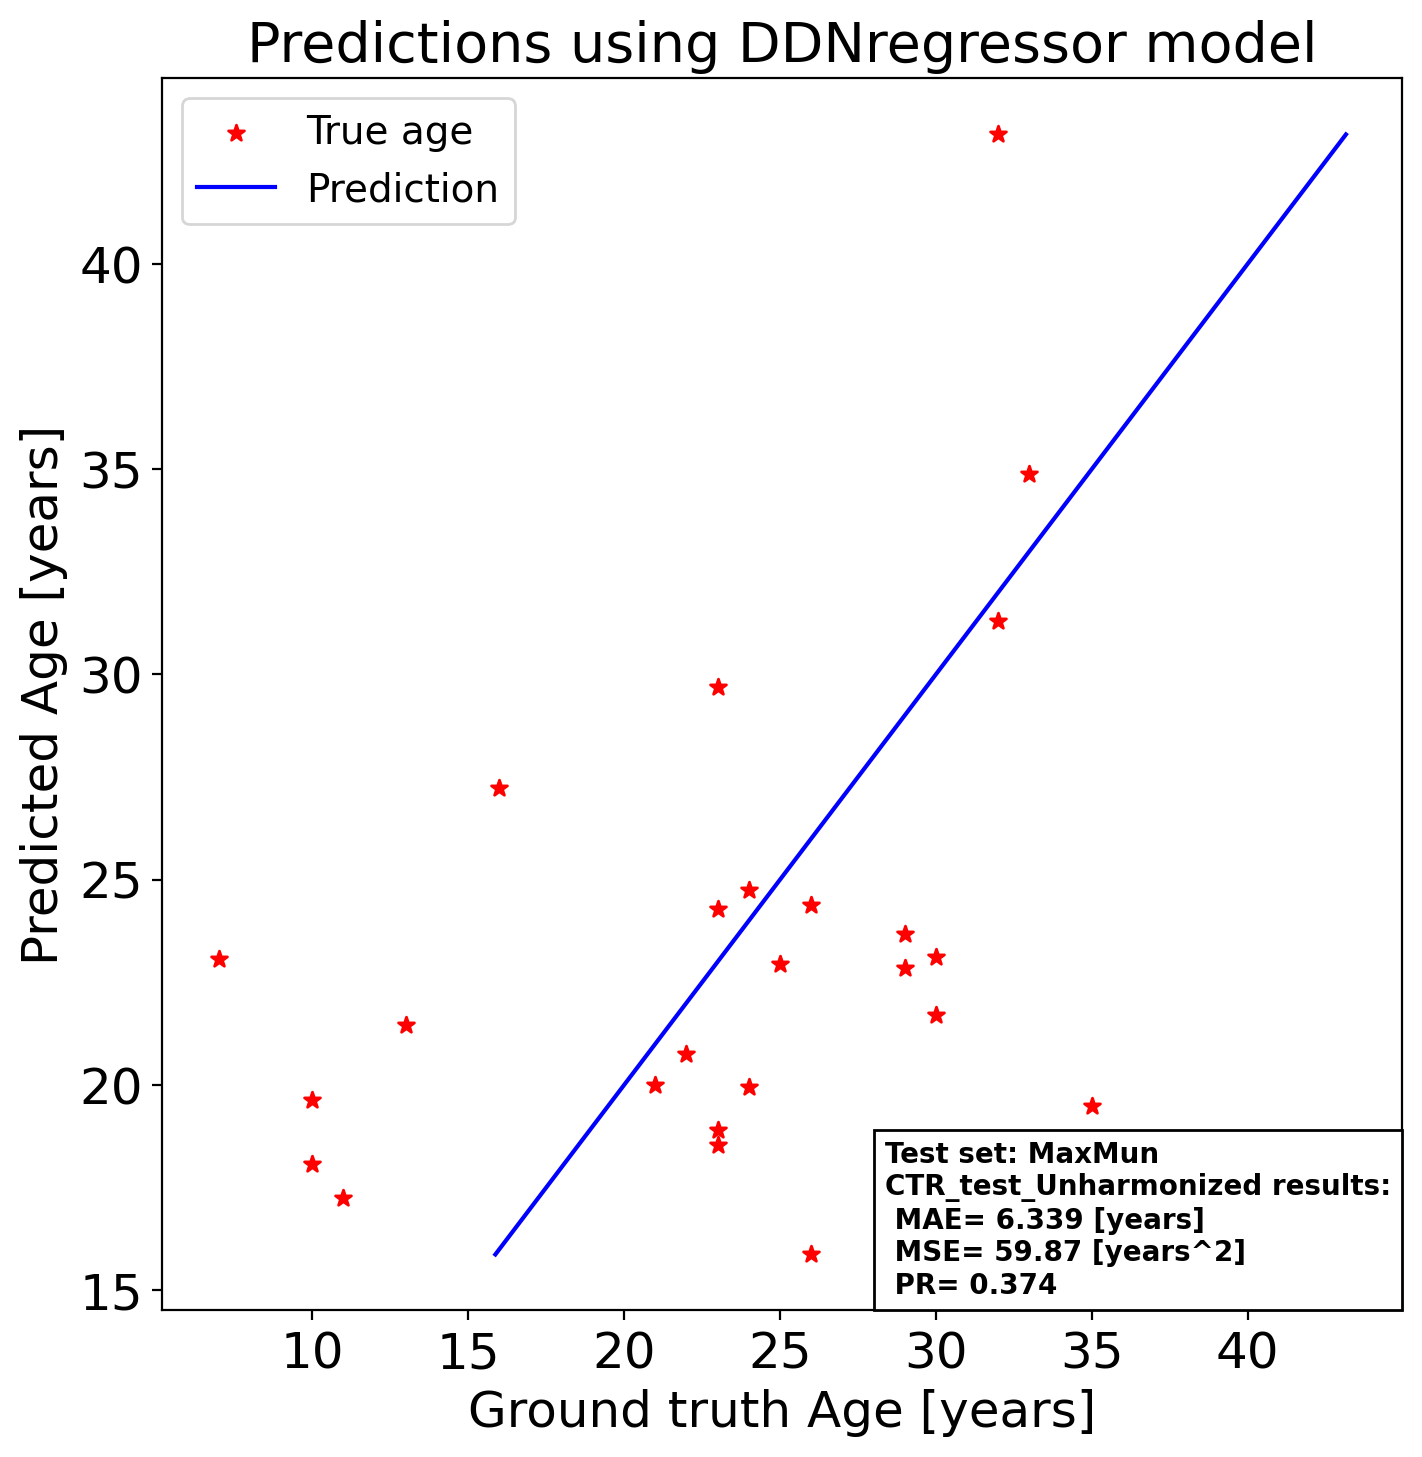 Predictions using DDNregressor model
True age
Prediction
Predicted Age [years]
40
35
30
25
20
15
Test set: MaxMun
CTR_test_Unharmonized results:
MAE= 6.339 [years]
MSE= 59.87 [years^2]
PR= 0.374
10 15 20 25 30 35 40
Ground truth Age [years]